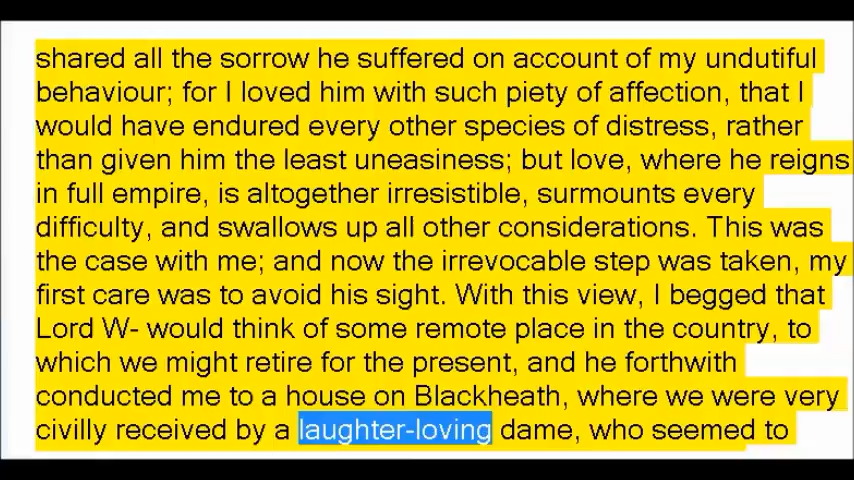 shared all the sorrow he suffered on account of my undutiful
behaviour; for I loved him with such piety of affection, that I
would have endured every other species of distress, rather
than given him the least uneasiness; but love, where he reigns
in full empire, is altogether irresistible, surmounts every
difficulty, and swallows up all other considerations. This was
the case with me; and now the irrevocable step was taken, my
first care was to avoid his sight. With this view, I begged that
Lord W- would think of some remote place in the country, to
which we might retire for the present, and he forthwith
conducted me to a house on Blackheath, where we were very
civilly received by a laughter-loving dame, who seemed to